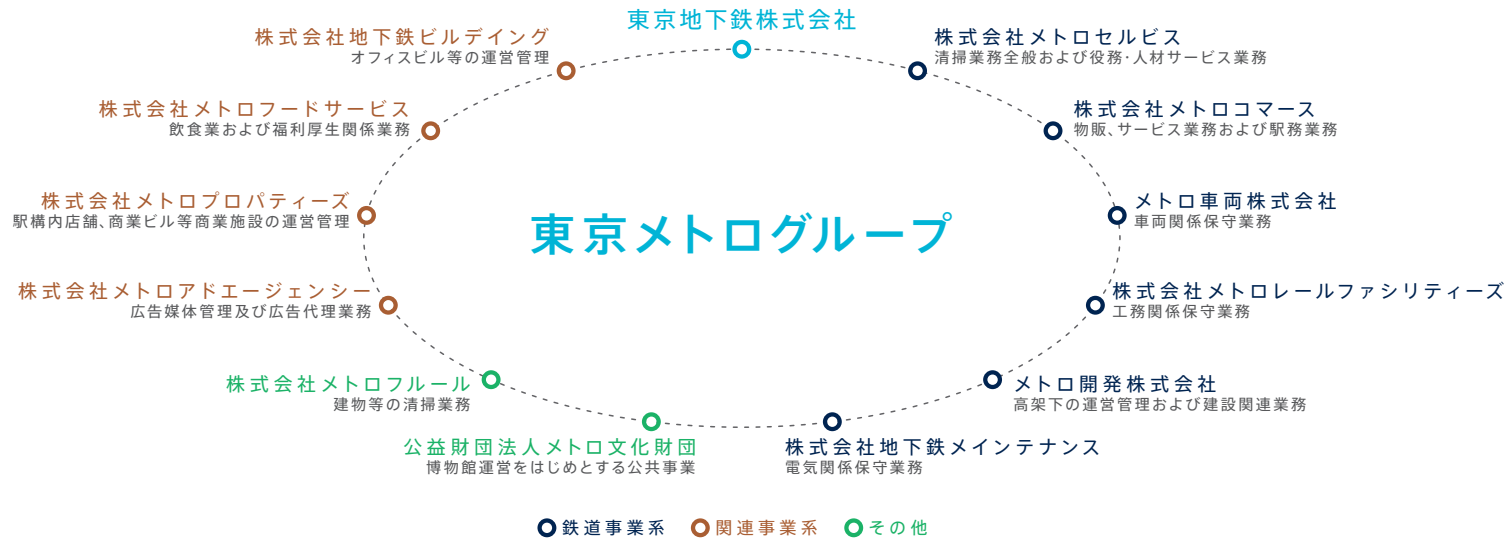 東京地下鉄株式会社
株式会社地下鉄ビルデイング
オフィスビル等の運営管理
株式会社メトロセルビス
清掃業務全般および役務・人材サービス業務
株式会社メトロフードサービス
飲食業および福利厚生関係業務
株式会社メトロコマース
物販、サービス業務および駅務業務
株式会社メトロプロパティーズ
駅構内店舗、商業ビル等商業施設の運営管理
メトロ車両株式会社
車両関係保守業務
東京メトログループ
株式会社メトロアドエージェンシー
広告媒体管理及び広告代理業務
株式会社メトロレールファシリティーズ
工務関係保守業務
株式会社メトロフルール
建物等の清掃業務
メトロ開発株式会社
高架下の運営管理および建設関連業務
公益財団法人メトロ文化財団
博物館運営をはじめとする公共事業
株式会社地下鉄メインテナンス
電気関係保守業務
鉄道事業系
関連事業系
その他